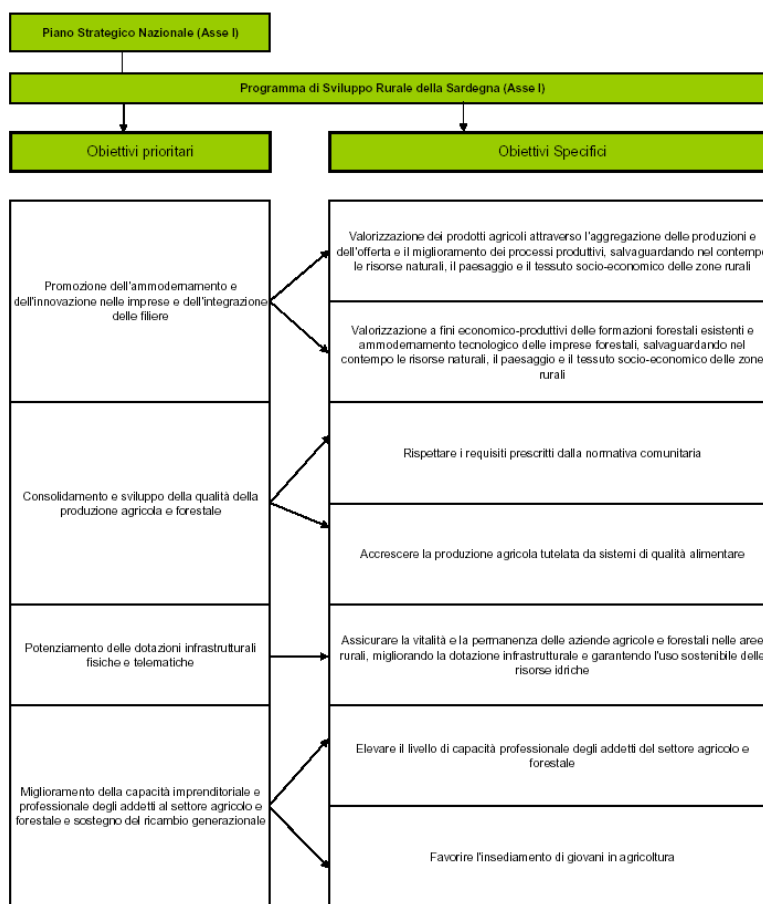 Piano Strategico Nazionale (Asse I)
Programma di Sviluppo Rurale della Sardegna (Asse I)
Obiettivi prioritari
Obiettivi Specifici
Promozione dell'ammodernamento e
dell'innovazione nelle imprese e dell'integrazione
delle filiere
Valorizzazione dei prodotti agricoli attraverso l'aggregazione delle produzioni e
dell'offerta e il miglioramento dei processi produttivi, salvaguardando nel contempo
le risorse naturali, il paesaggio e il tessuto socio-economico delle zone rurali
Valorizzazione a fini economico-produttivi delle formazioni forestali esistenti e
ammodernamento tecnologico delle imprese forestali, salvaguardando nel
contempo le risorse naturali, il paesaggio e il tessuto socio-economico delle zone
rurali
Consolidamento e sviluppo della qualità della
produzione agricola e forestale
Rispettare i requisiti prescritti dalla normativa comunitaria
Accrescere la produzione agricola tutelata da sistemi di qualità alimentare
Potenziamento delle dotazioni infrastrutturali
fisiche e telematiche
Assicurare la vitalità e la permanenza delle aziende agricole e forestali nelle aree
rurali, migliorando la dotazione infrastrutturale e garantendo l'uso sostenibile delle
risorse idriche
Miglioramento della capacità imprenditoriale e
professionale degli addetti al settore agricolo e
forestale e sostegno del ricambio generazionale
Elevare il livello di capacità professionale degli addetti del settore agricolo e
forestale
Favorire l'insediamento di giovani in agricoltura